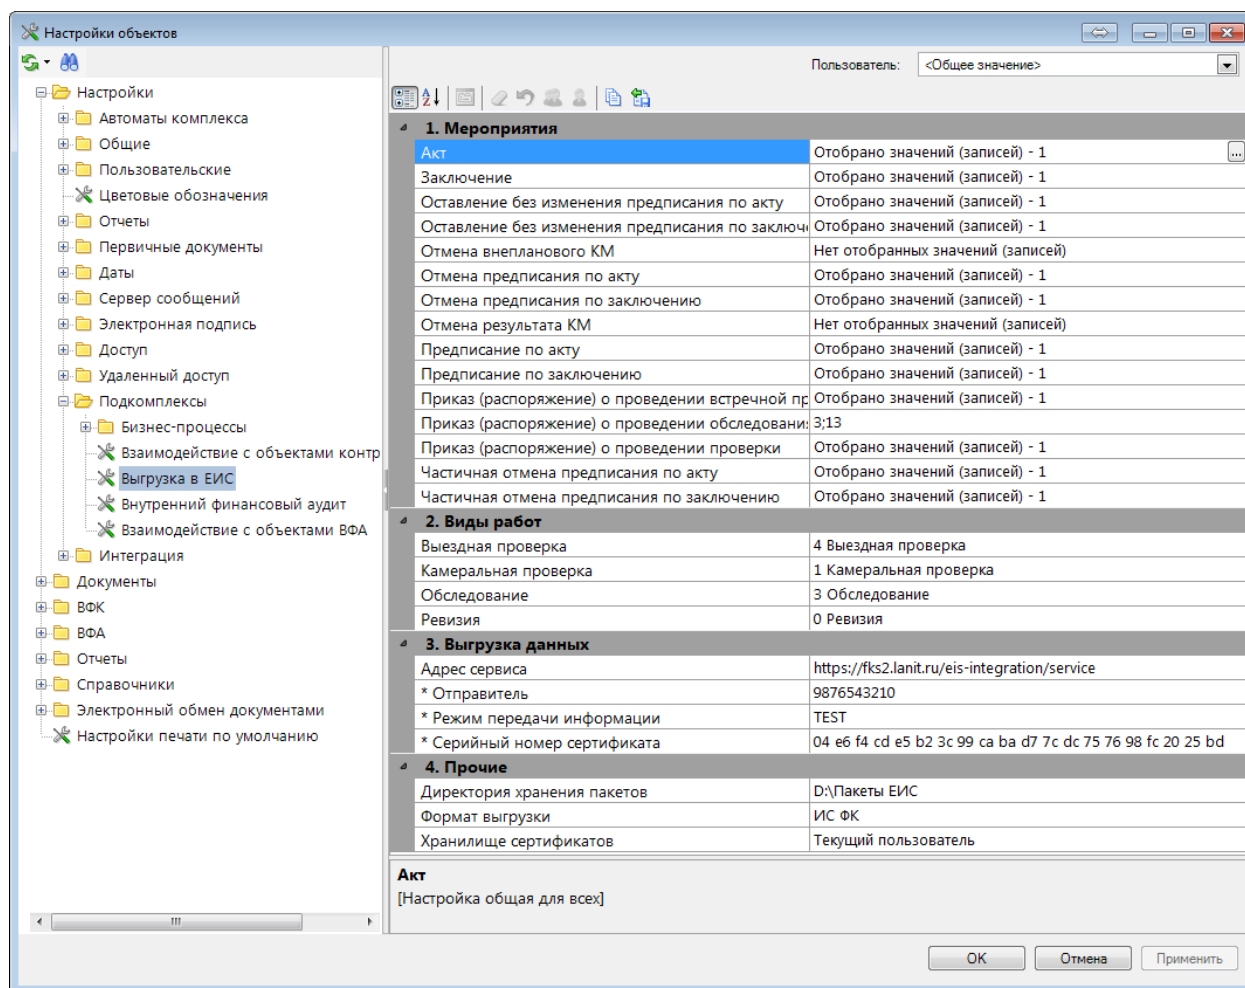 Настройки объектов
Пользователь: <Общее значение>
Настройки
Автоматы комплекса
Общие
Пользовательские
Цветовые обозначения
Отчеты
Первичные документы
Даты
Сервер сообщений
Электронная подпись
Доступ
Удаленный доступ
Подкомплексы
Бизнес-процессы
Взаимодействие с объектами контр
Выгрузка в ЕИС
Внутренний финансовый аудит
Взаимодействие с объектами ВФА
Интеграция
Документы
ВФК
ВФА
Отчеты
Справочники
Электронный обмен документами
Настройки печати по умолчанию
1. Мероприятия
Акт Отобрано значений (записей) - 1 ...
Заключение Отобрано значений (записей) - 1
Оставление без изменения предписания по акту Отобрано значений (записей) - 1
Оставление без изменения предписания по заключ Отобрано значений (записей) - 1
Отмена внепланового КМ Нет отобранных значений (записей)
Отмена предписания по акту Отобрано значений (записей) - 1
Отмена предписания по заключению Отобрано значений (записей) - 1
Отмена результата КМ Нет отобранных значений (записей)
Предписание по акту Отобрано значений (записей) - 1
Предписание по заключению Отобрано значений (записей) - 1
Приказ (распоряжение) о проведении встречной пр Отобрано значений (записей) - 1
Приказ (распоряжение) о проведении обследовани 3;13
Приказ (распоряжение) о проведении проверки Отобрано значений (записей) - 1
Частичная отмена предписания по акту Отобрано значений (записей) - 1
Частичная отмена предписания по заключению Отобрано значений (записей) - 1
2. Виды работ
Выездная проверка 4 Выездная проверка
Камеральная проверка 1 Камеральная проверка
Обследование 3 Обследование
Ревизия 0 Ревизия
3. Выгрузка данных
Адрес сервиса https://fks2.lanit.ru/eis-integration/service
* Отправитель 9876543210
* Режим передачи информации TEST
* Серийный номер сертификата 04 e6 f4 cd e5 b2 3c 99 ca ba d7 7c dc 75 76 98 fc 20 25 bd
4. Прочие
Директория хранения пакетов D:\Пакеты ЕИС
Формат выгрузки ИС ФК
Хранилище сертификатов Текущий пользователь
Акт
[Настройка общая для всех]
OK Отмена Применить